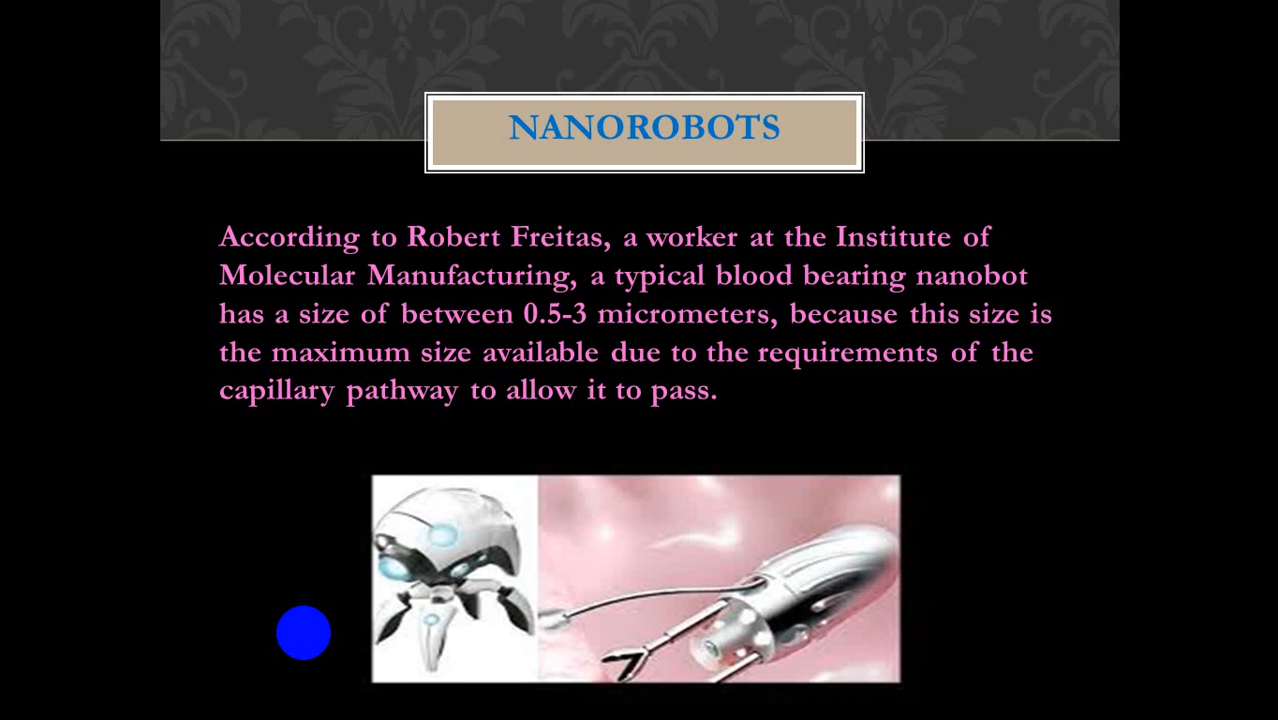 NANOROBOTS
According to Robert Freitas, a worker at the Institute of
Molecular Manufacturing, a typical blood bearing nanobot
has a size of between 0.5-3 micrometers, because this size is
the maximum size available due to the requirements of the
capillary pathway to allow it to pass.